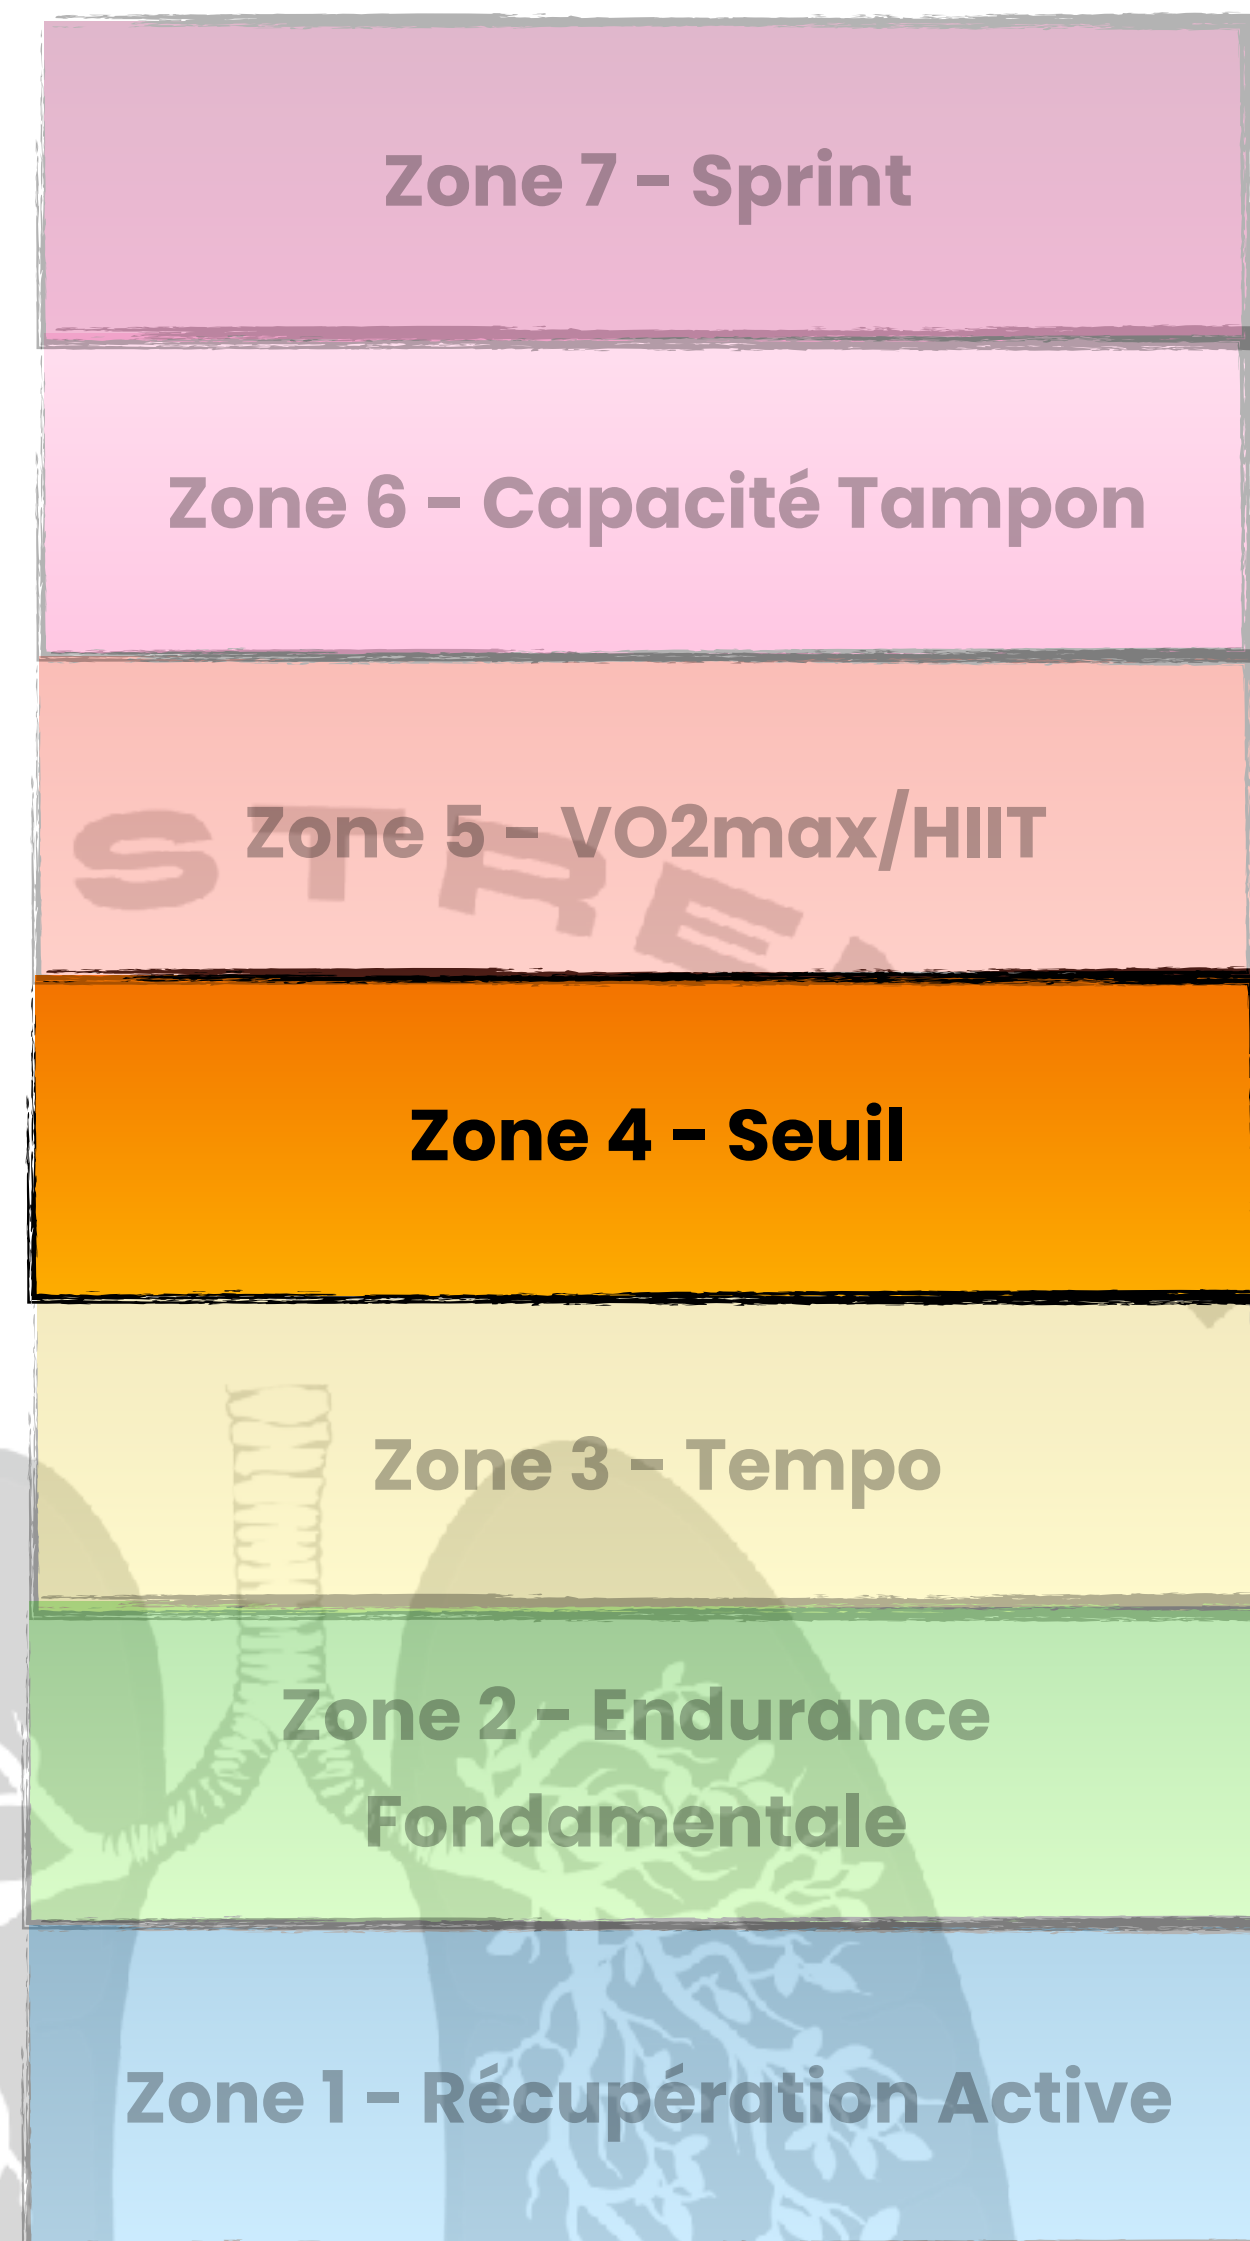 Zone 7 - Sprint
Zone 6 - Capacité Tampon
Zone 5 - VO2max/HIIT
Zone 4 - Seuil
Zone 3 - Tempo
Zone 2 - Endurance
Fondamentale
Zone 1 - Récupération Active